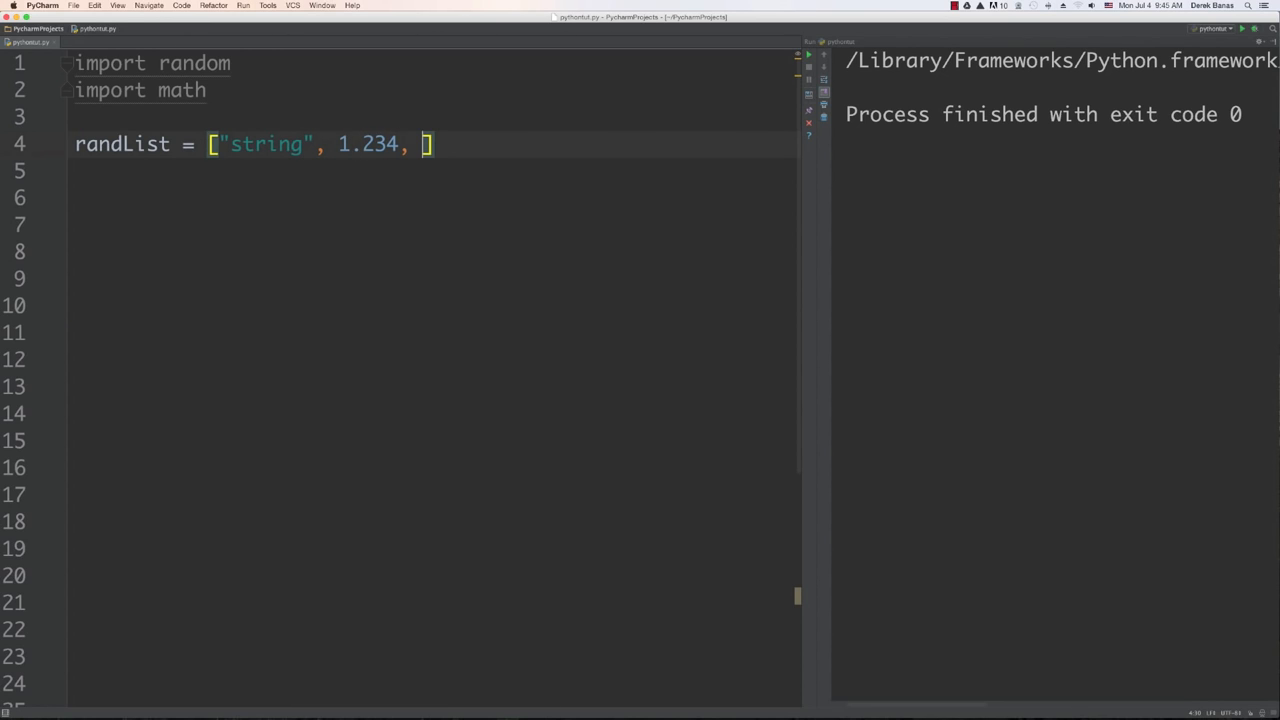 PyCharm File Edit View Navigate Code Refactor Run Tools VCS Window Help 10 Mon Jul 4 9:45 AM Derek Banas
pythontut.py - PycharmProjects - [~/PycharmProjects]
PycharmProjects pythontut.py pythontut
pythontut.py Run pythontut
1 import random
2 import math
3
4 randList = ["string", 1.234, ]
5
6
7
8
9
10
11
12
13
14
15
16
17
18
19
20
21
22
23
24
25
/Library/Frameworks/Python.framework
Process finished with exit code 0
4:30 LF‡ UTF-8‡